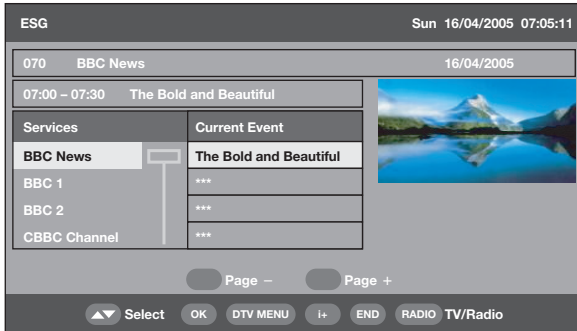 ESG Sun 16/04/2005 07:05:11
070 BBC News 16/04/2005
07:00 – 07:30 The Bold and Beautiful
Services Current Event
BBC News The Bold and Beautiful
BBC 1 ***
BBC 2 ***
CBBC Channel ***
Page – Page +
▲▼ Select OK DTV MENU i+ END RADIO TV/Radio